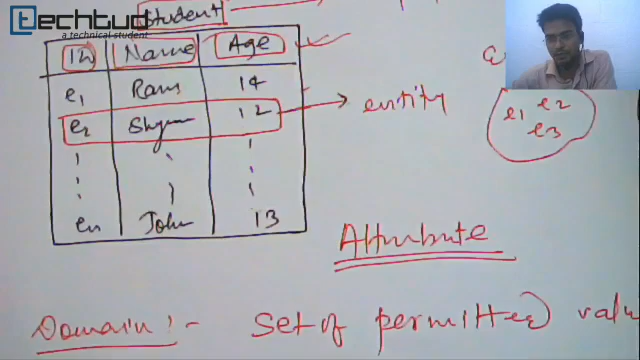 techtud
a technical student
Student
ID Name Age
e1 Ram 14
e2 Shyam 12 → entity
e1 e2
e3
en John 13
Attribute
Domain :- Set of permitted valu